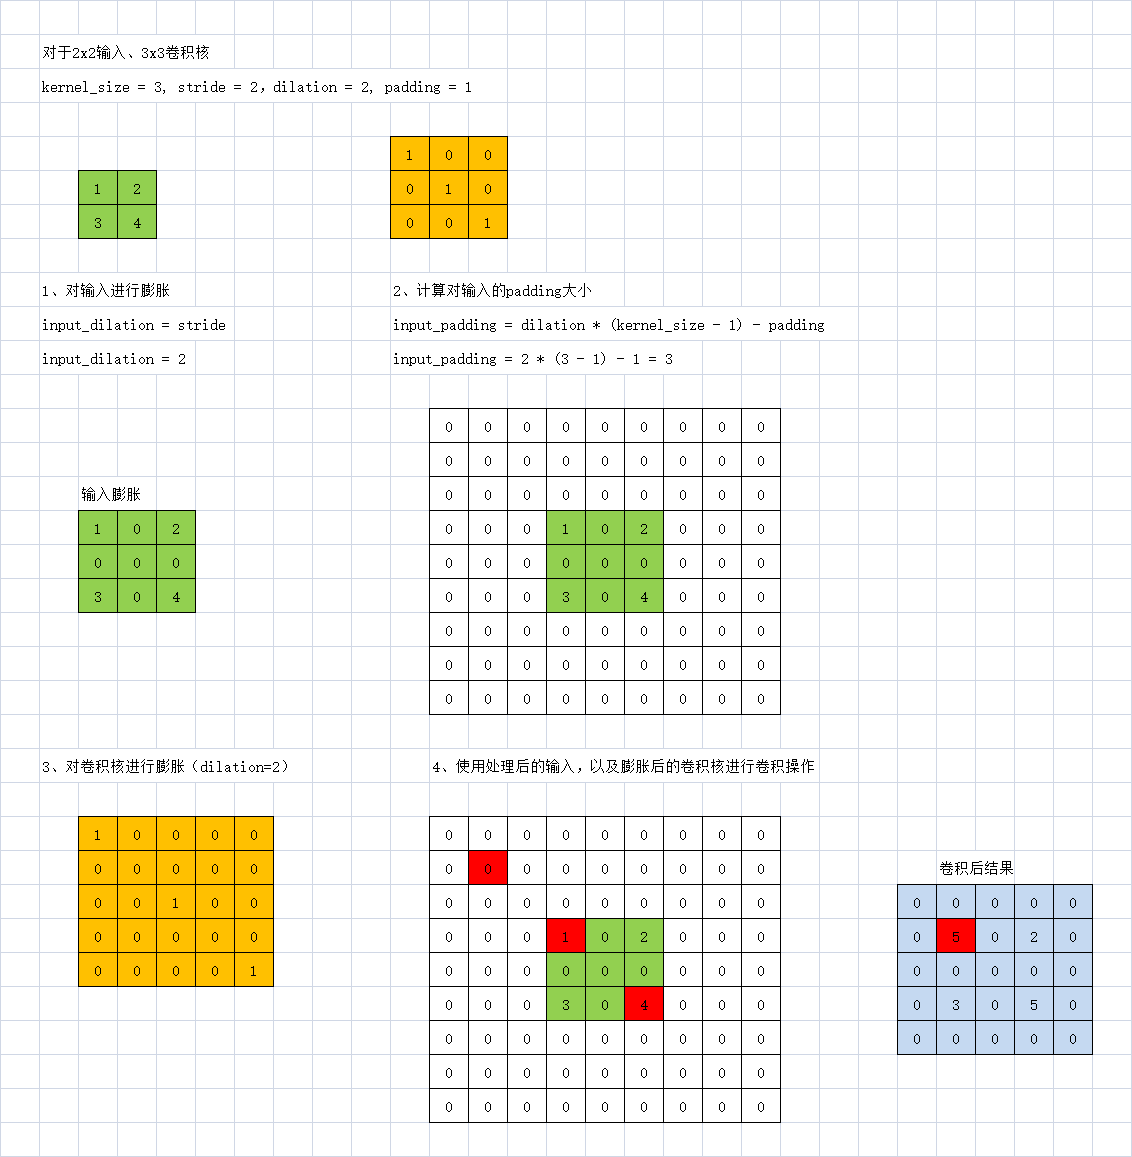 对于2x2输入、3x3卷积核
kernel_size = 3, stride = 2, dilation = 2, padding = 1
1 0 0
1 2 0 1 0
3 4 0 0 1
1、对输入进行膨胀
input_dilation = stride
input_dilation = 2
2、计算对输入的padding大小
input_padding = dilation * (kernel_size - 1) - padding
input_padding = 2 * (3 - 1) - 1 = 3
输入膨胀
1 0 2
0 0 0
3 0 4
0 0 0 0 0 0 0 0 0
0 0 0 0 0 0 0 0 0
0 0 0 0 0 0 0 0 0
0 0 0 1 0 2 0 0 0
0 0 0 0 0 0 0 0 0
0 0 0 3 0 4 0 0 0
0 0 0 0 0 0 0 0 0
0 0 0 0 0 0 0 0 0
0 0 0 0 0 0 0 0 0
3、对卷积核进行膨胀（dilation=2）
1 0 0 0 0
0 0 0 0 0
0 0 1 0 0
0 0 0 0 0
0 0 0 0 1
4、使用处理后的输入，以及膨胀后的卷积核进行卷积操作
0 0 0 0 0 0 0 0 0
0 0 0 0 0 0 0 0 0
0 0 0 0 0 0 0 0 0
0 0 0 1 0 2 0 0 0
0 0 0 0 0 0 0 0 0
0 0 0 3 0 4 0 0 0
0 0 0 0 0 0 0 0 0
0 0 0 0 0 0 0 0 0
0 0 0 0 0 0 0 0 0
卷积后结果
0 0 0 0 0
0 5 0 2 0
0 0 0 0 0
0 3 0 5 0
0 0 0 0 0